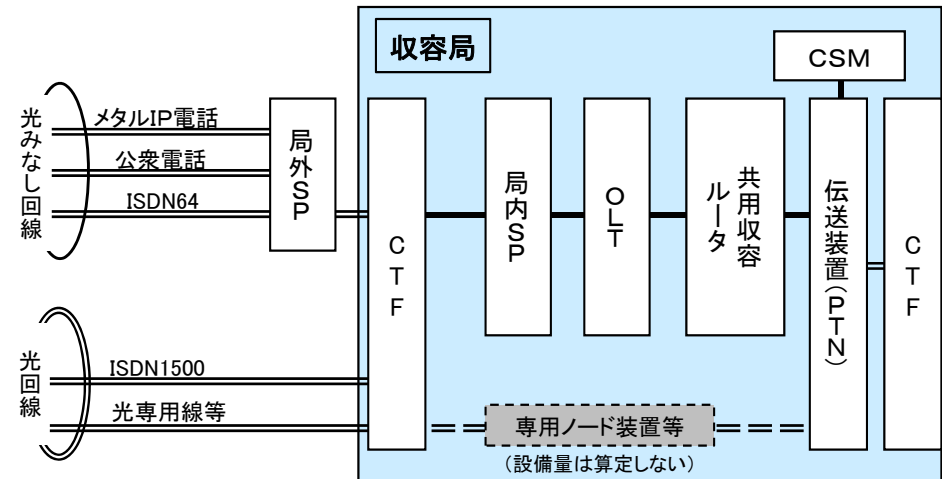 収容局
CSM
光みなし回線
メタルIP電話
公衆電話
ISDN64
局外SP
CTF
局内SP
OLT
共用収容
ルータ
伝送装置(PTN)
CTF
光回線
ISDN1500
光専用線等
専用ノード装置等
(設備量は算定しない)